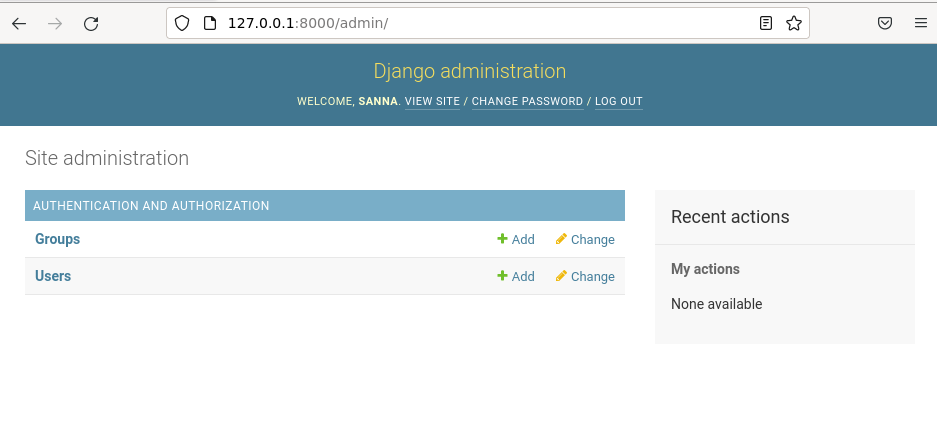 127.0.0.1:8000/admin/
Django administration
WELCOME, SANNA. VIEW SITE / CHANGE PASSWORD / LOG OUT
Site administration
AUTHENTICATION AND AUTHORIZATION
Groups Add Change
Users Add Change
Recent actions
My actions
None available